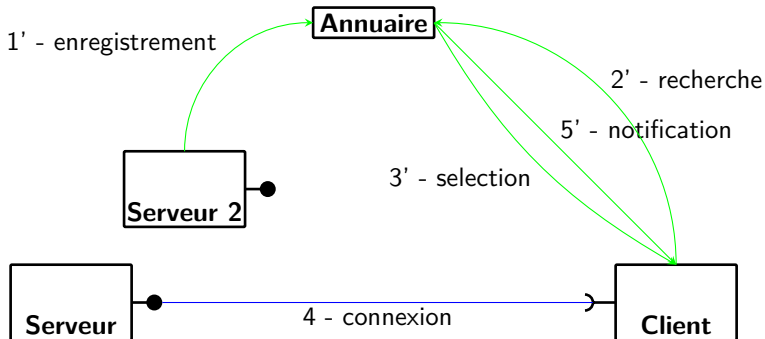 Annuaire
1' - enregistrement
2' - recherche
5' - notification
3' - selection
Serveur 2
4 - connexion
Serveur
Client